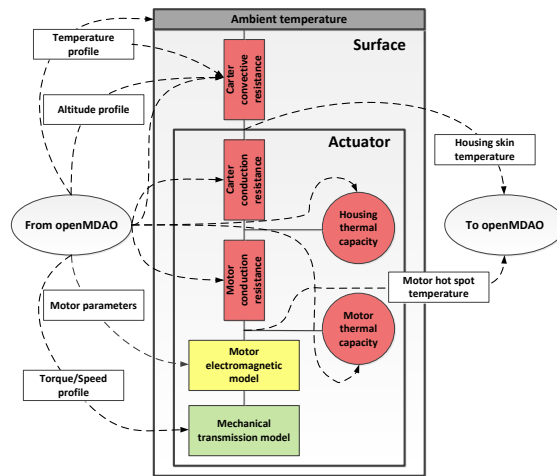 Ambient temperature
Surface
Temperature
profile
Carter
convective
resistance
Altitude profile
Actuator
Housing skin
temperature
Carter
conduction
resistance
From openMDAO
Housing
thermal
capacity
To openMDAO
Motor
conduction
resistance
Motor hot spot
temperature
Motor parameters
Motor
thermal
capacity
Motor
electromagnetic
model
Torque/Speed
profile
Mechanical
transmission model